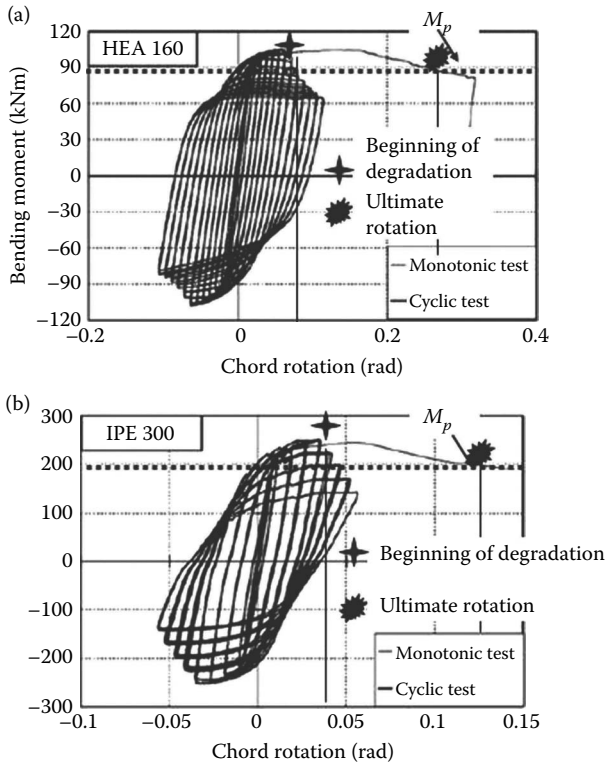 (a)
HEA 160
Mp
Bending moment (kNm)
120
90
60
30
0
−30
−60
−90
−120
Beginning of
degradation
Ultimate
rotation
Monotonic test
Cyclic test
−0.2
0
0.2
0.4
Chord rotation (rad)
(b)
IPE 300
Mp
300
200
100
0
−100
−200
−300
Beginning of degradation
Ultimate rotation
Monotonic test
Cyclic test
−0.1
−0.05
0
0.05
0.1
0.15
Chord rotation (rad)